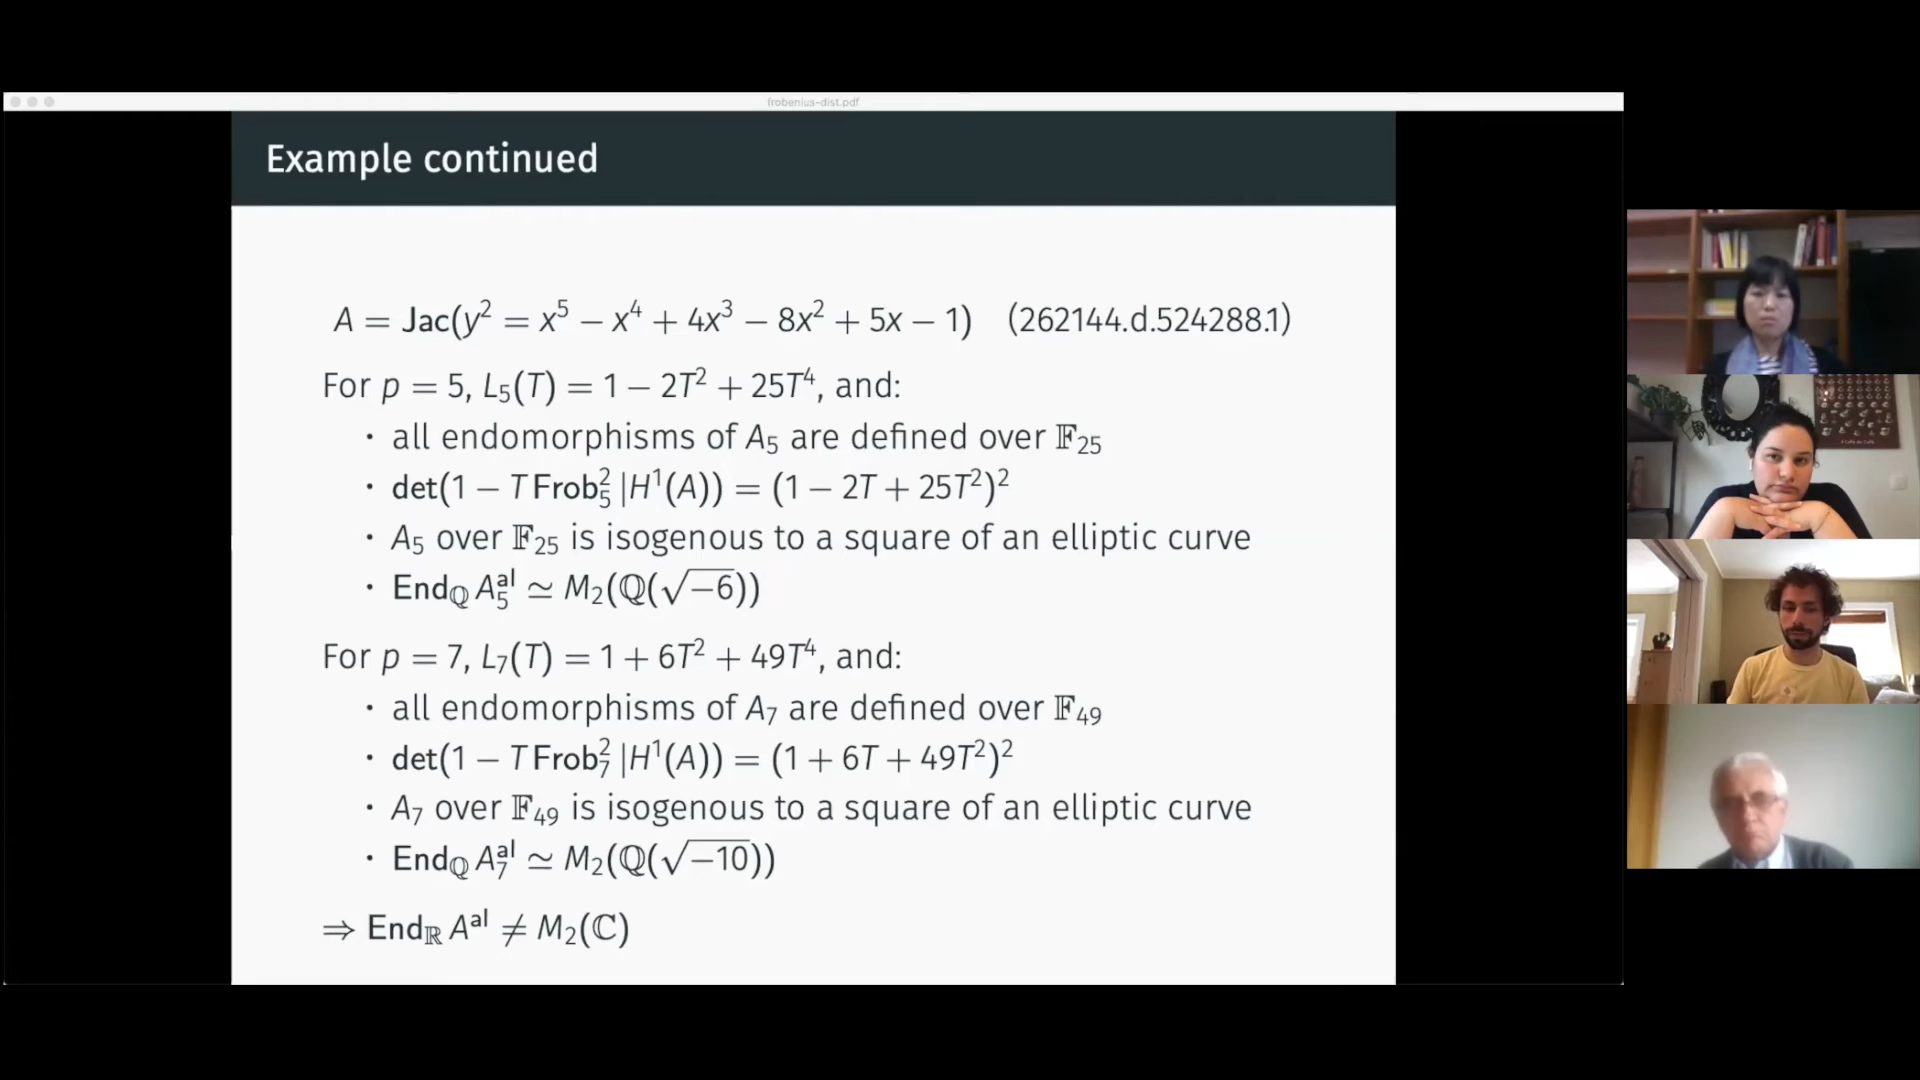 frobenius-dist.pdf
Example continued
A = Jac(y² = x⁵ − x⁴ + 4x³ − 8x² + 5x − 1) (262144.d.524288.1)
For p = 5, L₅(T) = 1 − 2T² + 25T⁴, and:
· all endomorphisms of A₅ are defined over 𝔽₂₅
· det(1 − T Frob₅² | H¹(A)) = (1 − 2T + 25T²)²
· A₅ over 𝔽₂₅ is isogenous to a square of an elliptic curve
· End_ℚ A₅^al ≃ M₂(ℚ(√−6))
For p = 7, L₇(T) = 1 + 6T² + 49T⁴, and:
· all endomorphisms of A₇ are defined over 𝔽₄₉
· det(1 − T Frob₇² | H¹(A)) = (1 + 6T + 49T²)²
· A₇ over 𝔽₄₉ is isogenous to a square of an elliptic curve
· End_ℚ A₇^al ≃ M₂(ℚ(√−10))
⇒ End_ℝ A^al ≠ M₂(ℂ)